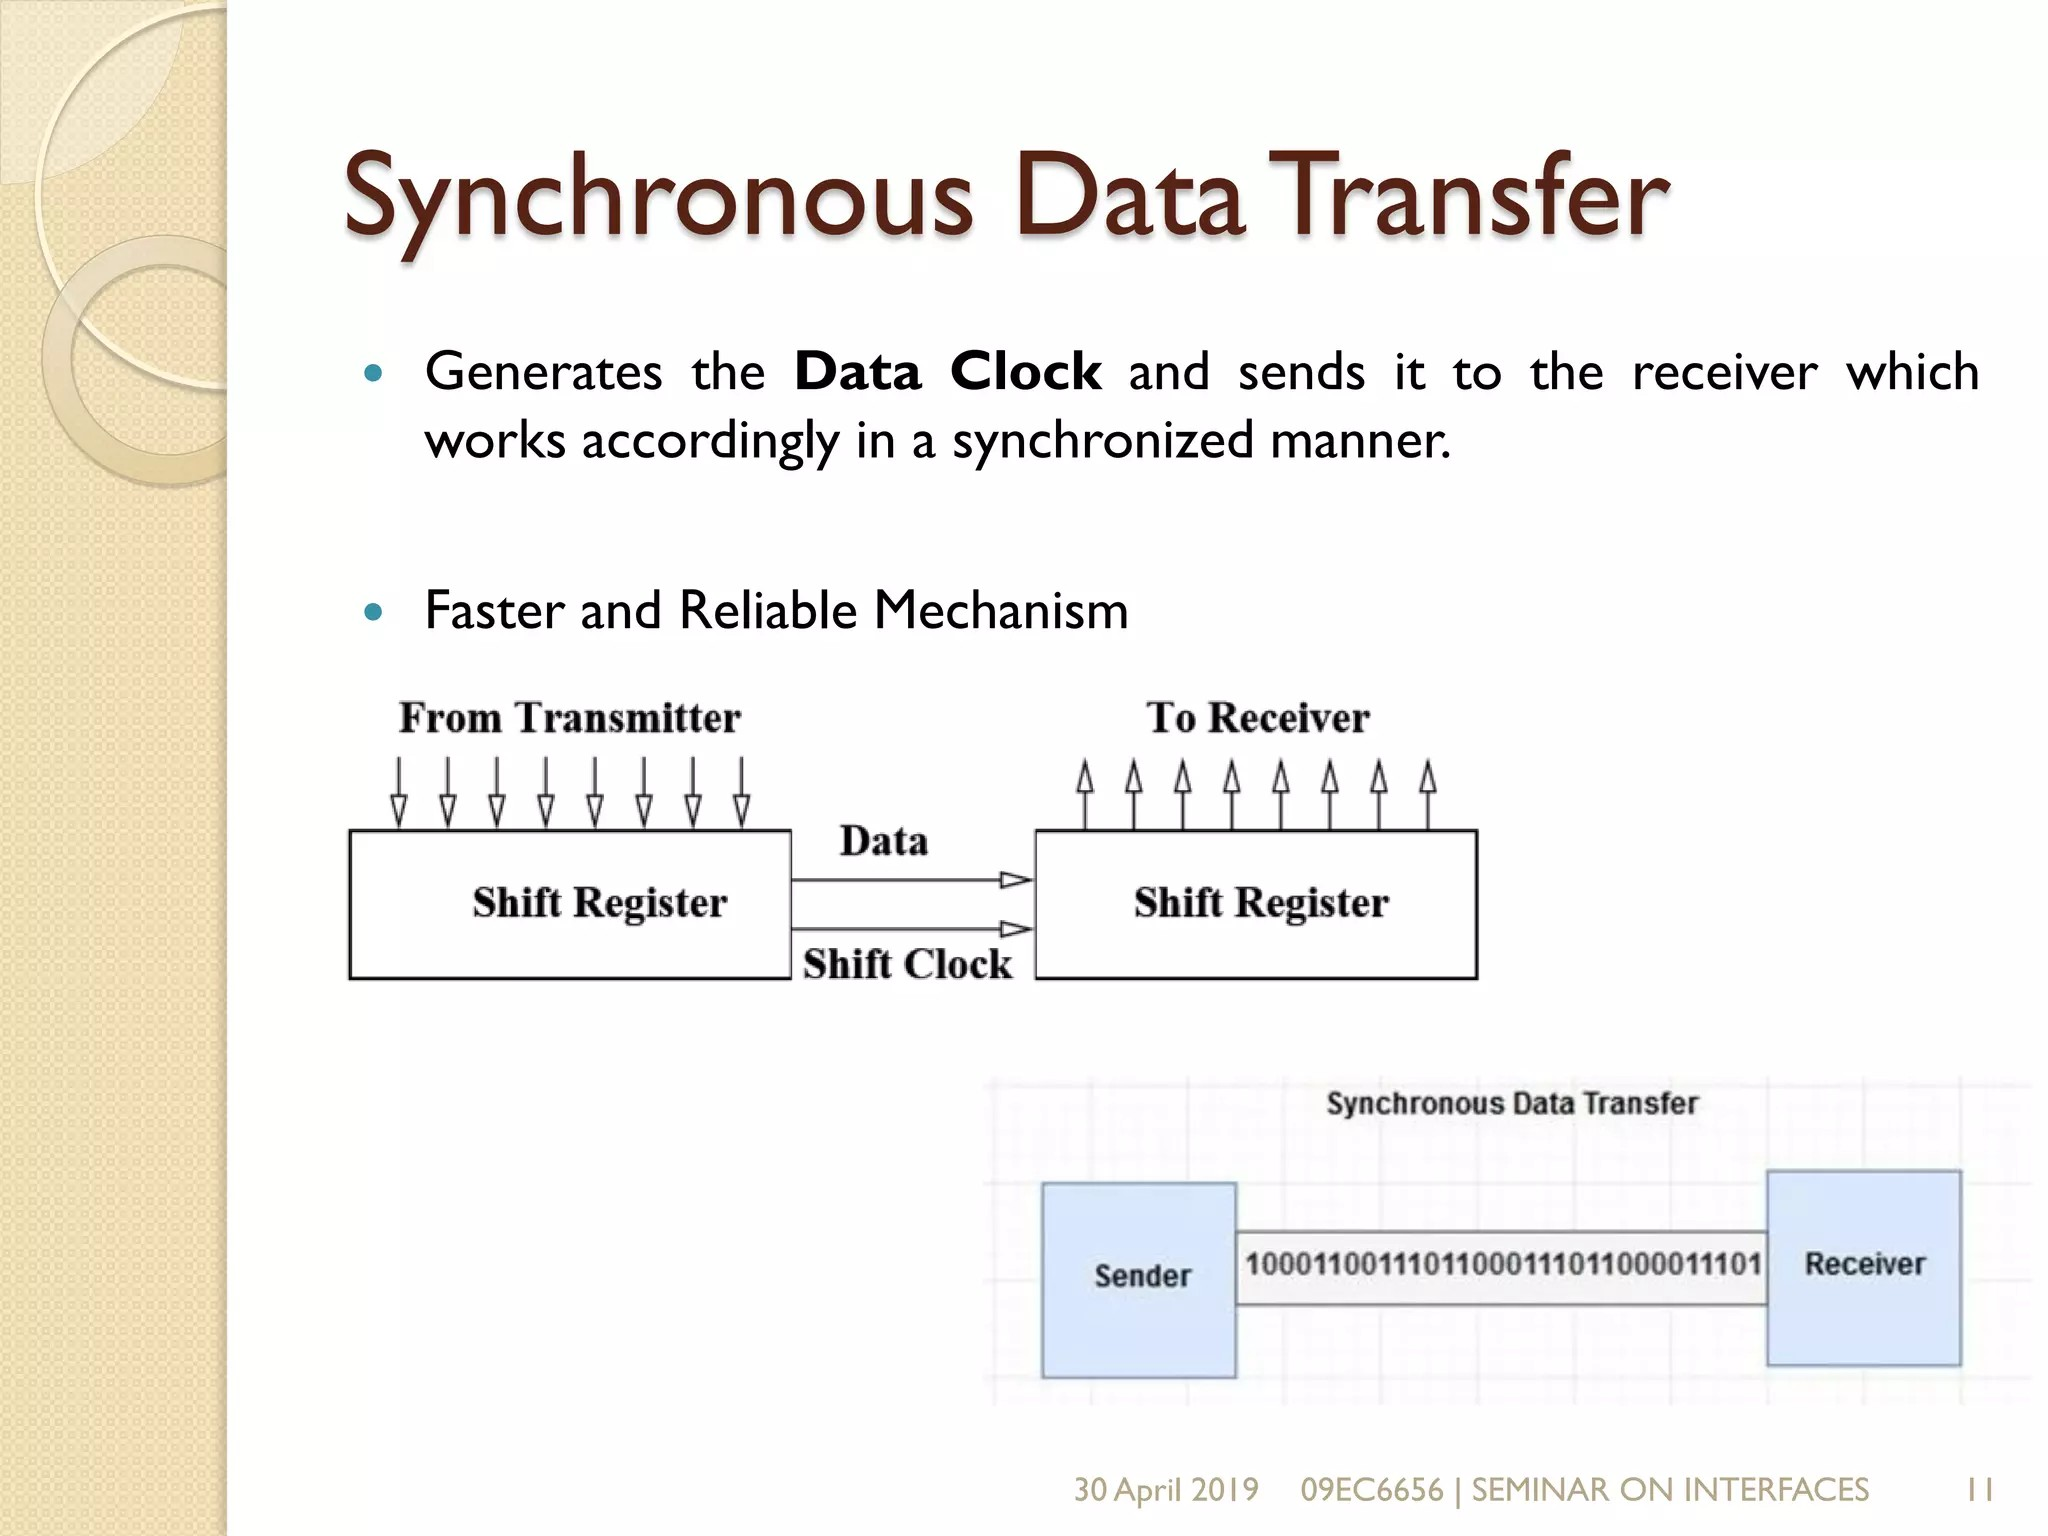 Synchronous Data Transfer
Generates the Data Clock and sends it to the receiver which
works accordingly in a synchronized manner.
Faster and Reliable Mechanism
From Transmitter
To Receiver
Data
Shift Register
Shift Register
Shift Clock
Synchronous Data Transfer
Sender
10001100111011000111011000011101
Receiver
30 April 2019 09EC6656 | SEMINAR ON INTERFACES 11